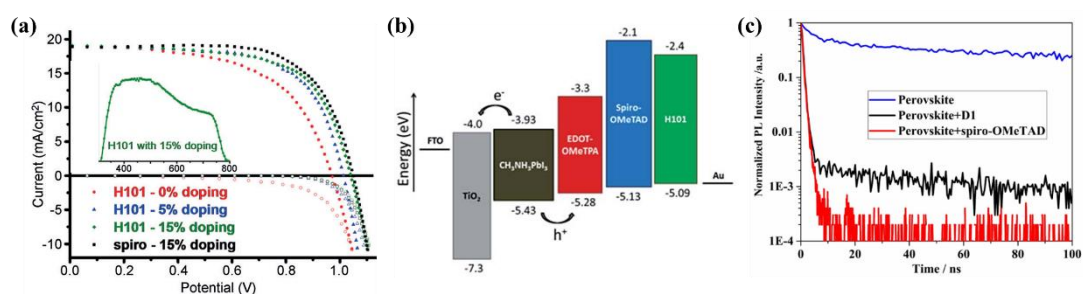 (a)
20
15
10
5
0
-5
-10
Current (mA/cm²)
H101 with 15% doping
200
400
600
800
H101 - 0% doping
H101 - 5% doping
H101 - 15% doping
spiro - 15% doping
0.0
0.2
0.4
0.6
0.8
1.0
Potential (V)
(b)
Energy (eV)
FTO
-4.0
TiO₂
-7.3
e⁻
-3.93
CH₃NH₃PbI₃
-5.43
h⁺
-3.3
EDOT-
OMeTPA
-5.28
-2.1
Spiro-
OMeTAD
-5.13
-2.4
H101
-5.09
Au
(c)
Normalized PL Intensity /a.u.
1
0.1
0.01
1E-3
1E-4
Perovskite
Perovskite+D1
Perovskite+spiro-OMeTAD
0
20
40
60
80
100
Time / ns